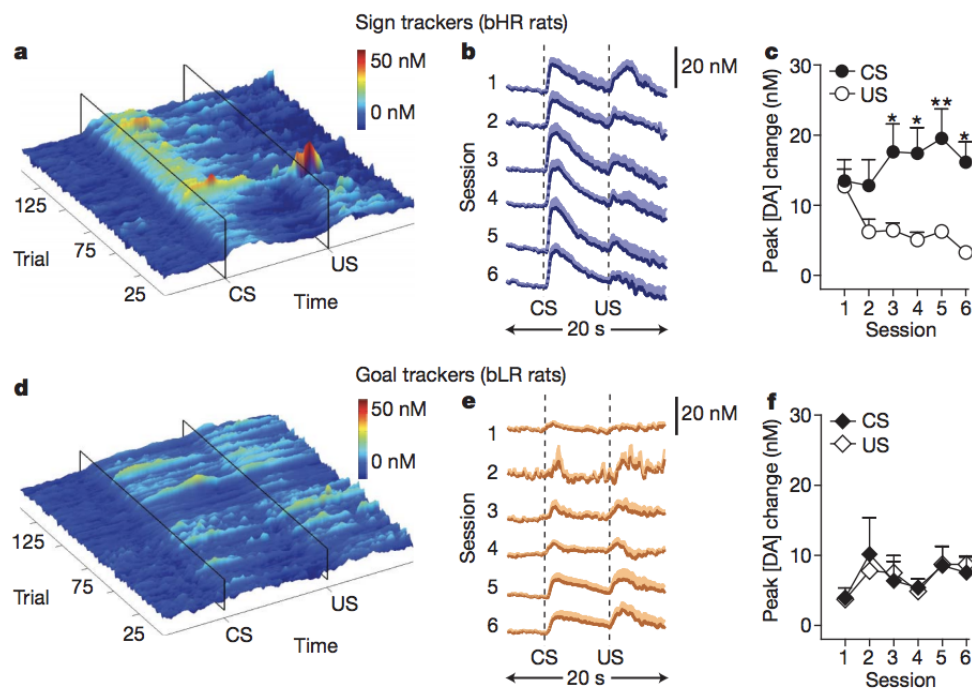 Sign trackers (bHR rats)
a
50 nM
0 nM
125
75
25
Trial
CS
US
Time
b
20 nM
Session
1
2
3
4
5
6
CS
US
20 s
c
CS
US
Peak [DA] change (nM)
30
20
10
0
* * ** *
1 2 3 4 5 6
Session
Goal trackers (bLR rats)
d
50 nM
0 nM
125
75
25
Trial
CS
US
Time
e
20 nM
Session
1
2
3
4
5
6
CS
US
20 s
f
CS
US
Peak [DA] change (nM)
30
20
10
0
1 2 3 4 5 6
Session